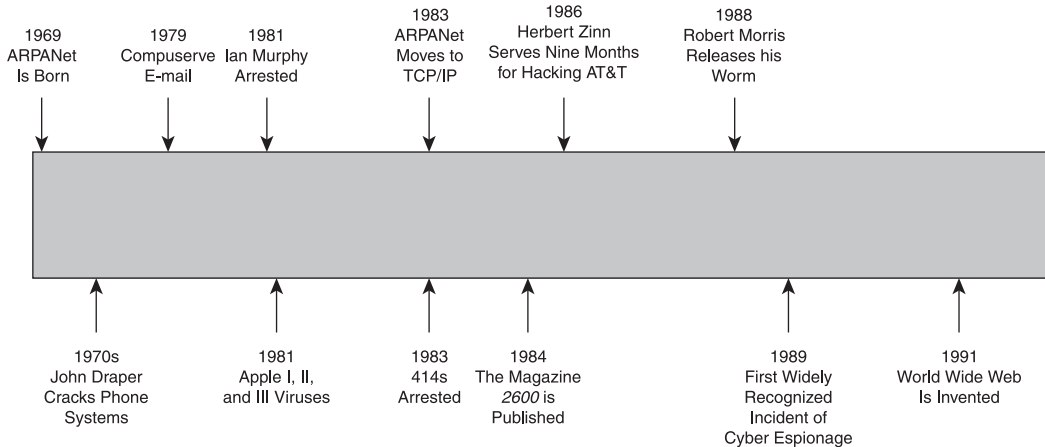 1969
ARPANet
Is Born
1979
Compuserve
E-mail
1981
Ian Murphy
Arrested
1983
ARPANet
Moves to
TCP/IP
1986
Herbert Zinn
Serves Nine Months
for Hacking AT&T
1988
Robert Morris
Releases his
Worm
1970s
John Draper
Cracks Phone
Systems
1981
Apple I, II,
and III Viruses
1983
414s
Arrested
1984
The Magazine
2600 is
Published
1989
First Widely
Recognized
Incident of
Cyber Espionage
1991
World Wide Web
Is Invented